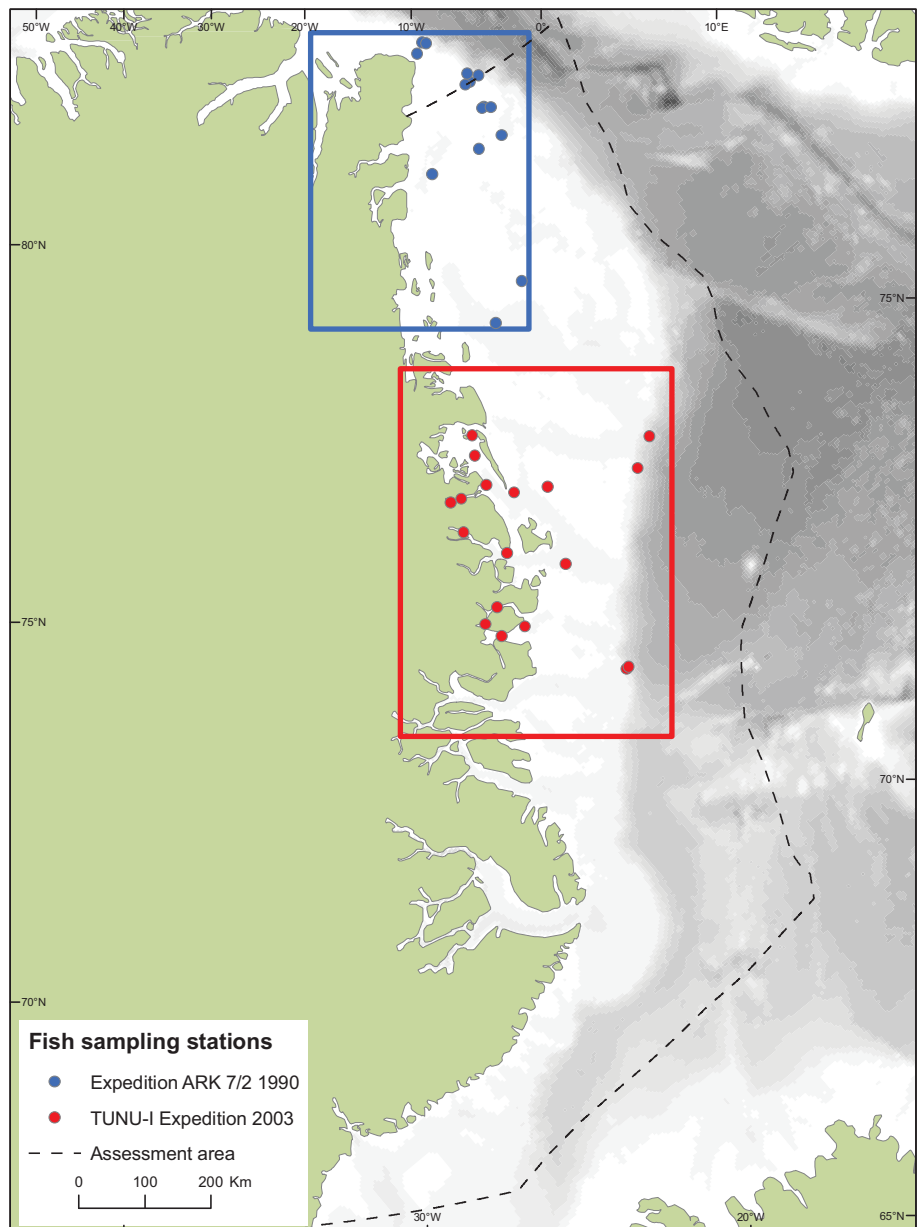 50°W 40°W 30°W 20°W 10°W 0° 10°E
80°N
75°N
75°N
70°N
70°N
Fish sampling stations
Expedition ARK 7/2 1990
TUNU-I Expedition 2003
Assessment area
0 100 200 Km
30°W 20°W 65°N